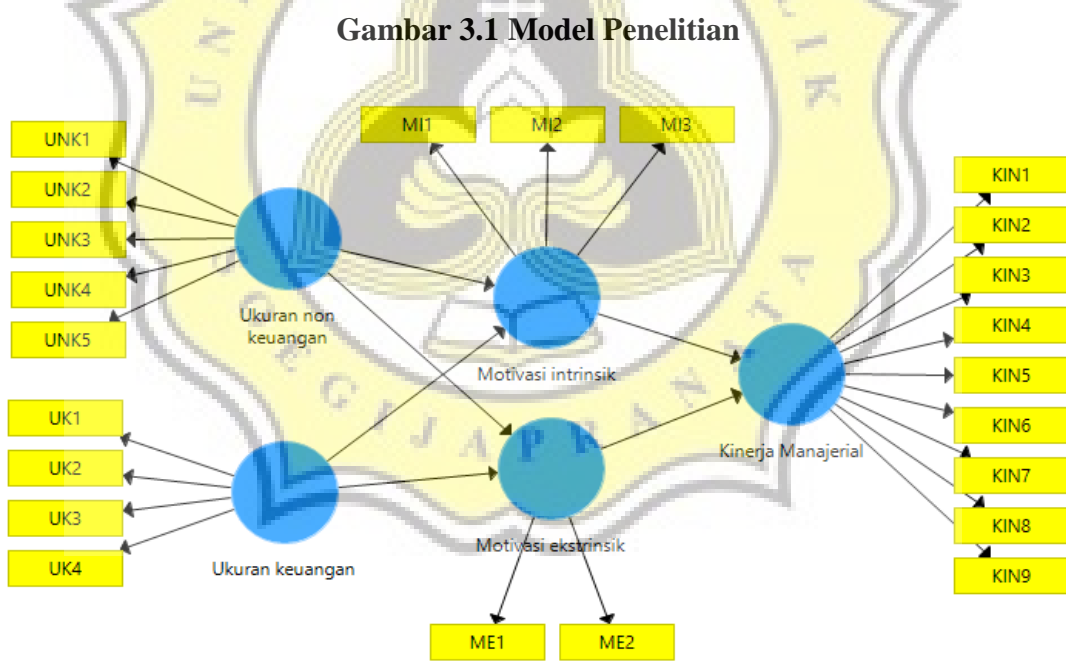 Gambar 3.1 Model Penelitian
MI1
MI2
MI3
UNK1
UNK2
UNK3
UNK4
UNK5
Ukuran non
keuangan
Motivasi intrinsik
UK1
UK2
UK3
UK4
Ukuran keuangan
Motivasi ekstrinsik
ME1
ME2
Kinerja Manajerial
KIN1
KIN2
KIN3
KIN4
KIN5
KIN6
KIN7
KIN8
KIN9